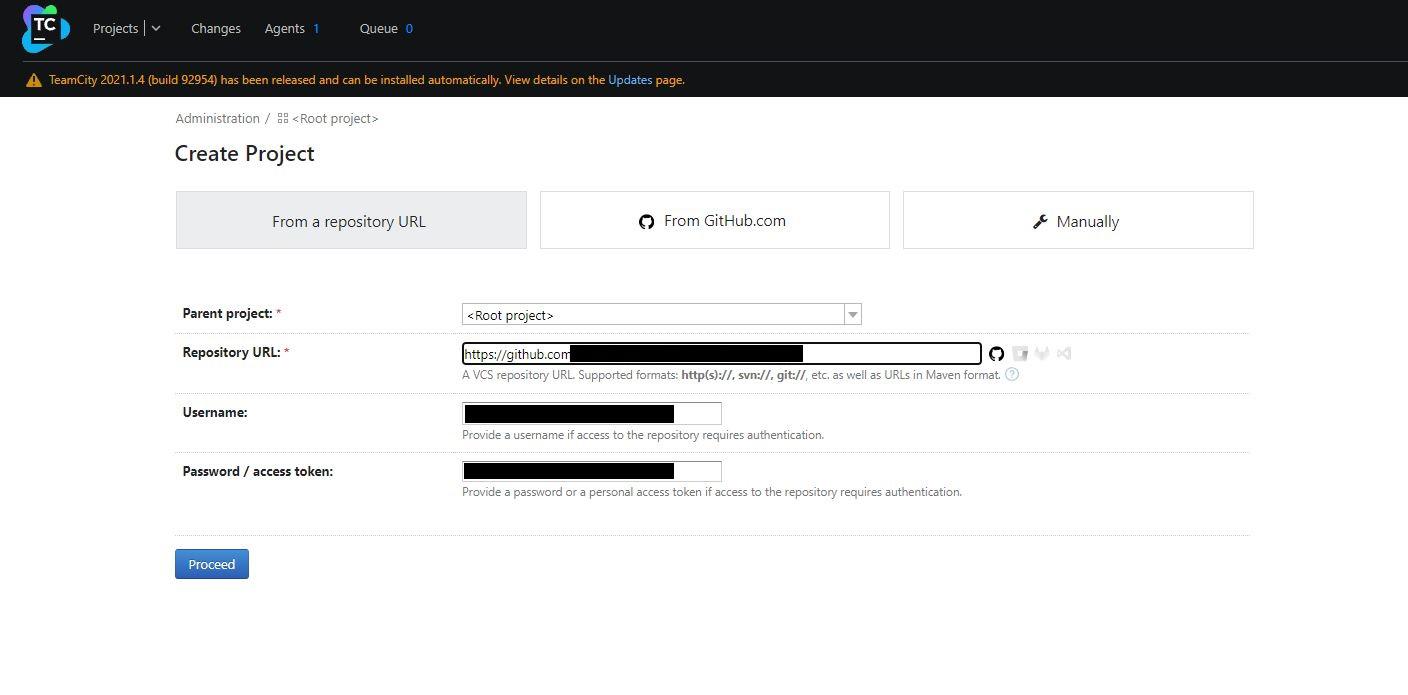 TC
Projects Changes Agents 1 Queue 0
TeamCity 2021.1.4 (build 92954) has been released and can be installed automatically. View details on the Updates page.
Administration / <Root project>
Create Project
From a repository URL
From GitHub.com
Manually
Parent project: * <Root project>
Repository URL: * https://github.com
A VCS repository URL. Supported formats: http(s)://, svn://, git://, etc. as well as URLs in Maven format. ?
Username:
Provide a username if access to the repository requires authentication.
Password / access token:
Provide a password or a personal access token if access to the repository requires authentication.
Proceed